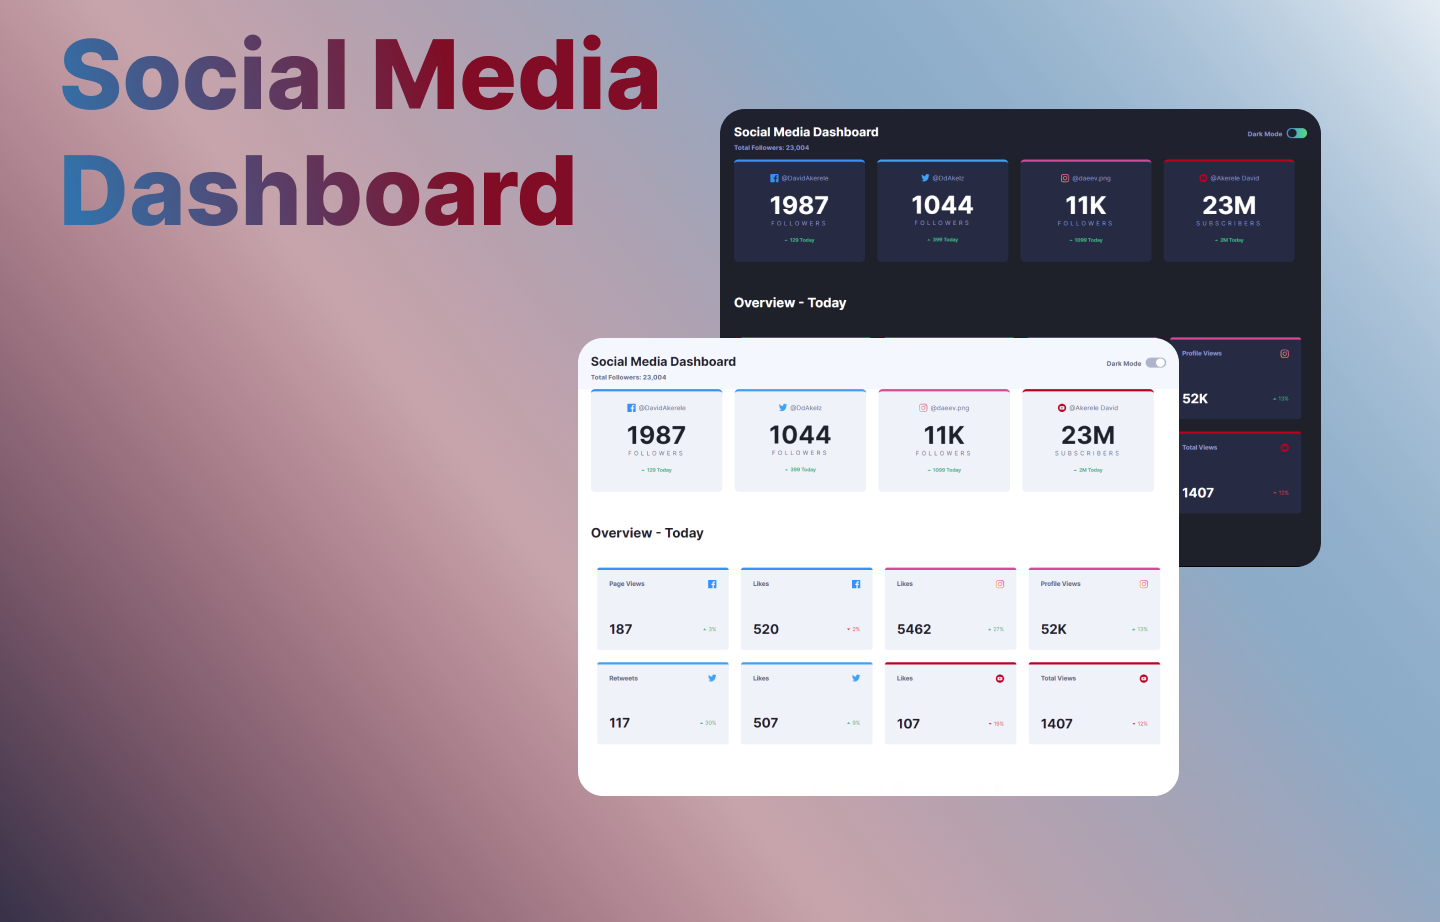 Social Media
Dashboard
Social Media Dashboard
Dark Mode
Total Followers: 23,004
@DavidAkerele
@DdAkelz
@daeev.png
@Akerele David
1987
1044
11K
23M
FOLLOWERS
FOLLOWERS
FOLLOWERS
SUBSCRIBERS
129 Today
399 Today
1099 Today
2M Today
Overview - Today
Profile Views
52K
13%
Total Views
1407
12%
Social Media Dashboard
Dark Mode
Total Followers: 23,004
@DavidAkerele
@DdAkelz
@daeev.png
@Akerele David
1987
1044
11K
23M
FOLLOWERS
FOLLOWERS
FOLLOWERS
SUBSCRIBERS
129 Today
399 Today
1099 Today
2M Today
Overview - Today
Page Views
Likes
Likes
Profile Views
187
3%
520
2%
5462
27%
52K
13%
Retweets
Likes
Likes
Total Views
117
30%
507
9%
107
19%
1407
12%